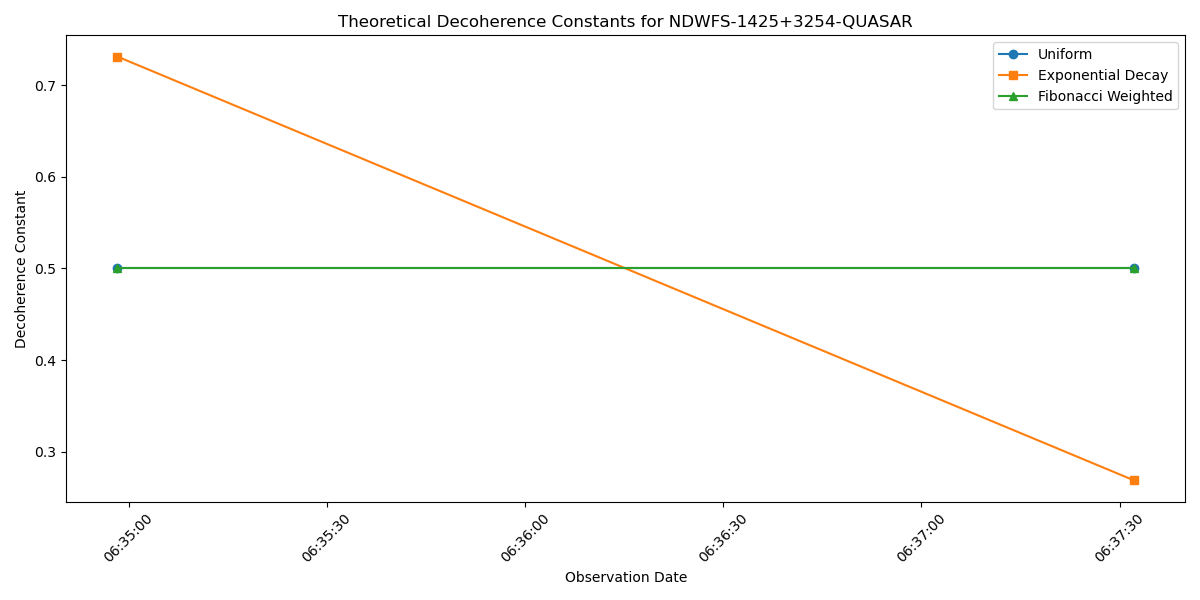 Theoretical Decoherence Constants for NDWFS-1425+3254-QUASAR
Uniform
Exponential Decay
Fibonacci Weighted
Decoherence Constant
0.7
0.6
0.5
0.4
0.3
06:35:00
06:35:30
06:36:00
06:36:30
06:37:00
06:37:30
Observation Date